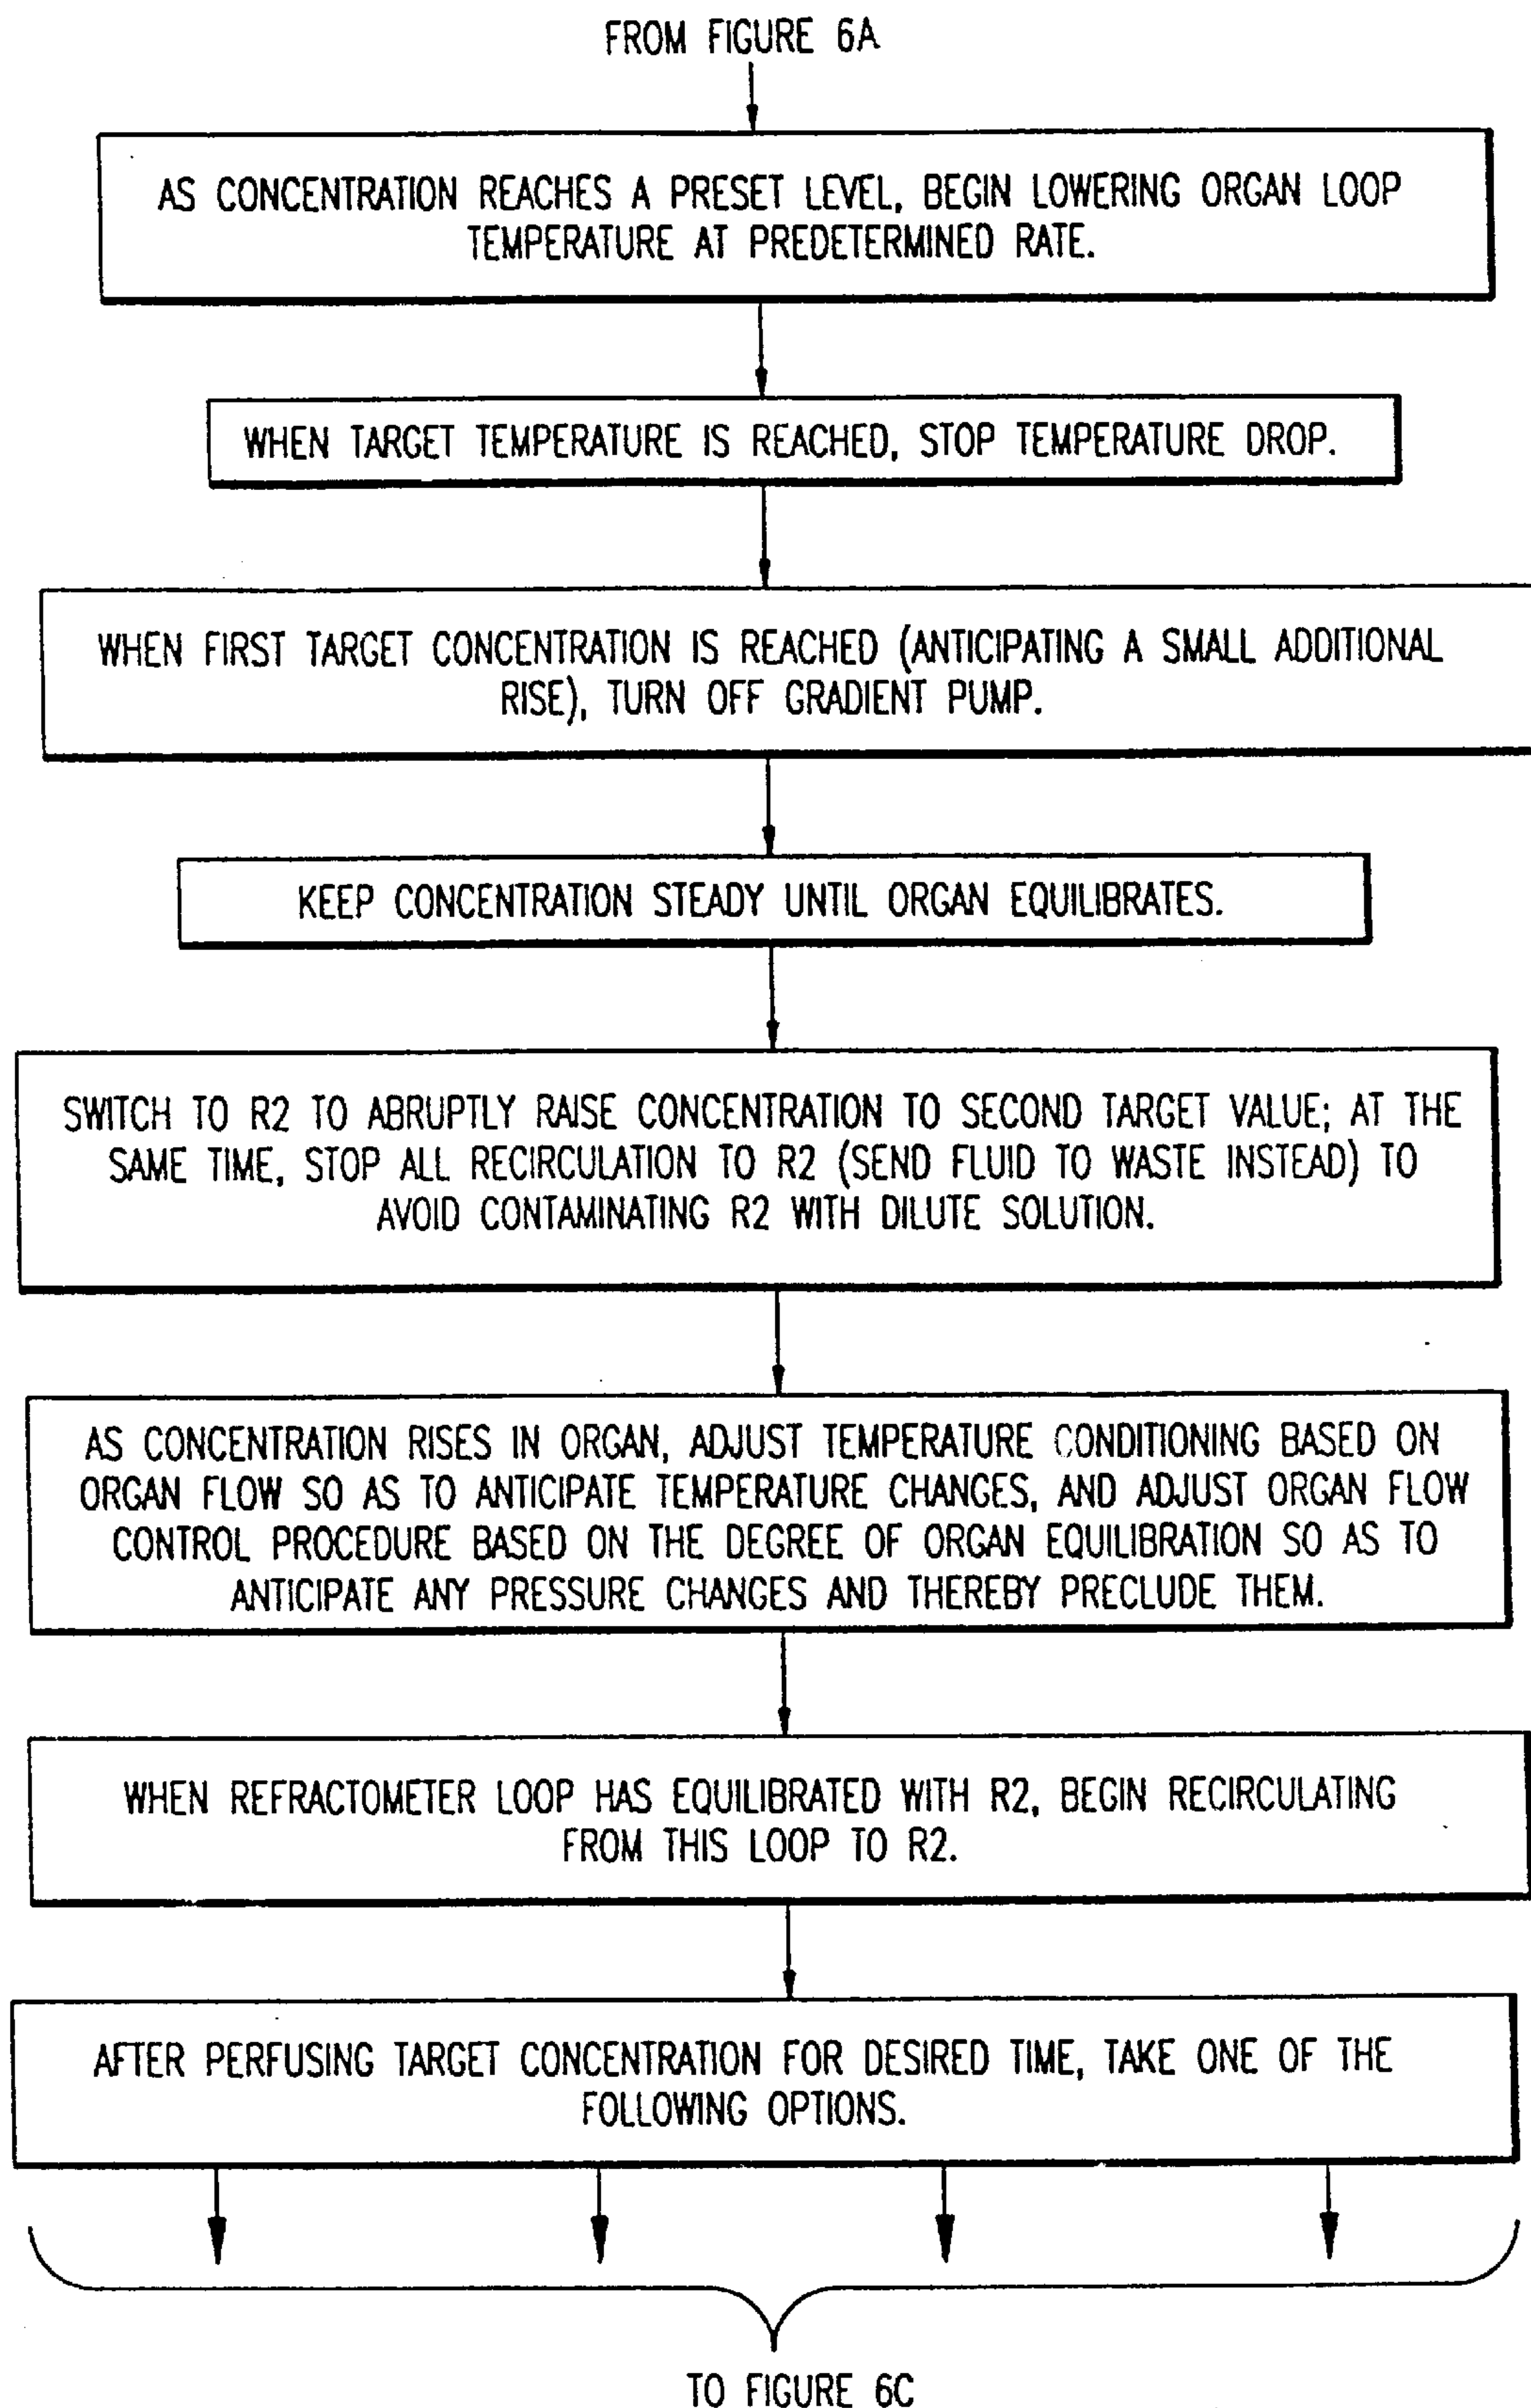 FROM FIGURE 6A
AS CONCENTRATION REACHES A PRESET LEVEL, BEGIN LOWERING ORGAN LOOP
TEMPERATURE AT PREDETERMINED RATE.
WHEN TARGET TEMPERATURE IS REACHED, STOP TEMPERATURE DROP.
WHEN FIRST TARGET CONCENTRATION IS REACHED (ANTICIPATING A SMALL ADDITIONAL
RISE), TURN OFF GRADIENT PUMP.
KEEP CONCENTRATION STEADY UNTIL ORGAN EQUILIBRATES.
SWITCH TO R2 TO ABRUPTLY RAISE CONCENTRATION TO SECOND TARGET VALUE; AT THE
SAME TIME, STOP ALL RECIRCULATION TO R2 (SEND FLUID TO WASTE INSTEAD) TO
AVOID CONTAMINATING R2 WITH DILUTE SOLUTION.
AS CONCENTRATION RISES IN ORGAN, ADJUST TEMPERATURE CONDITIONING BASED ON
ORGAN FLOW SO AS TO ANTICIPATE TEMPERATURE CHANGES, AND ADJUST ORGAN FLOW
CONTROL PROCEDURE BASED ON THE DEGREE OF ORGAN EQUILIBRATION SO AS TO
ANTICIPATE ANY PRESSURE CHANGES AND THEREBY PRECLUDE THEM.
WHEN REFRACTOMETER LOOP HAS EQUILIBRATED WITH R2, BEGIN RECIRCULATING
FROM THIS LOOP TO R2.
AFTER PERFUSING TARGET CONCENTRATION FOR DESIRED TIME, TAKE ONE OF THE
FOLLOWING OPTIONS.
TO FIGURE 6C